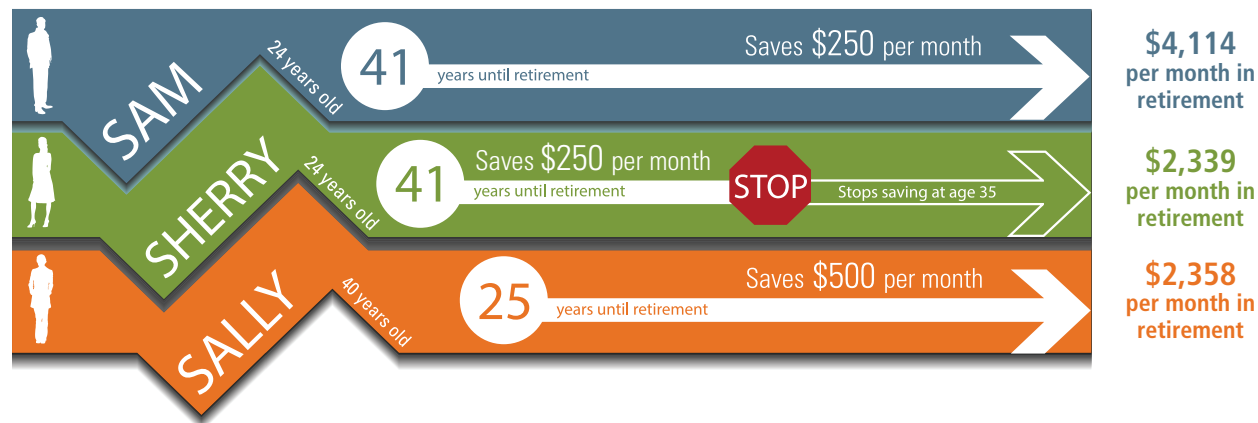 SAM
24 years old
41
years until retirement
Saves $250 per month
$4,114
per month in
retirement
SHERRY
24 years old
41
Saves $250 per month
years until retirement
STOP
Stops saving at age 35
$2,339
per month in
retirement
SALLY
40 years old
25
years until retirement
Saves $500 per month
$2,358
per month in
retirement